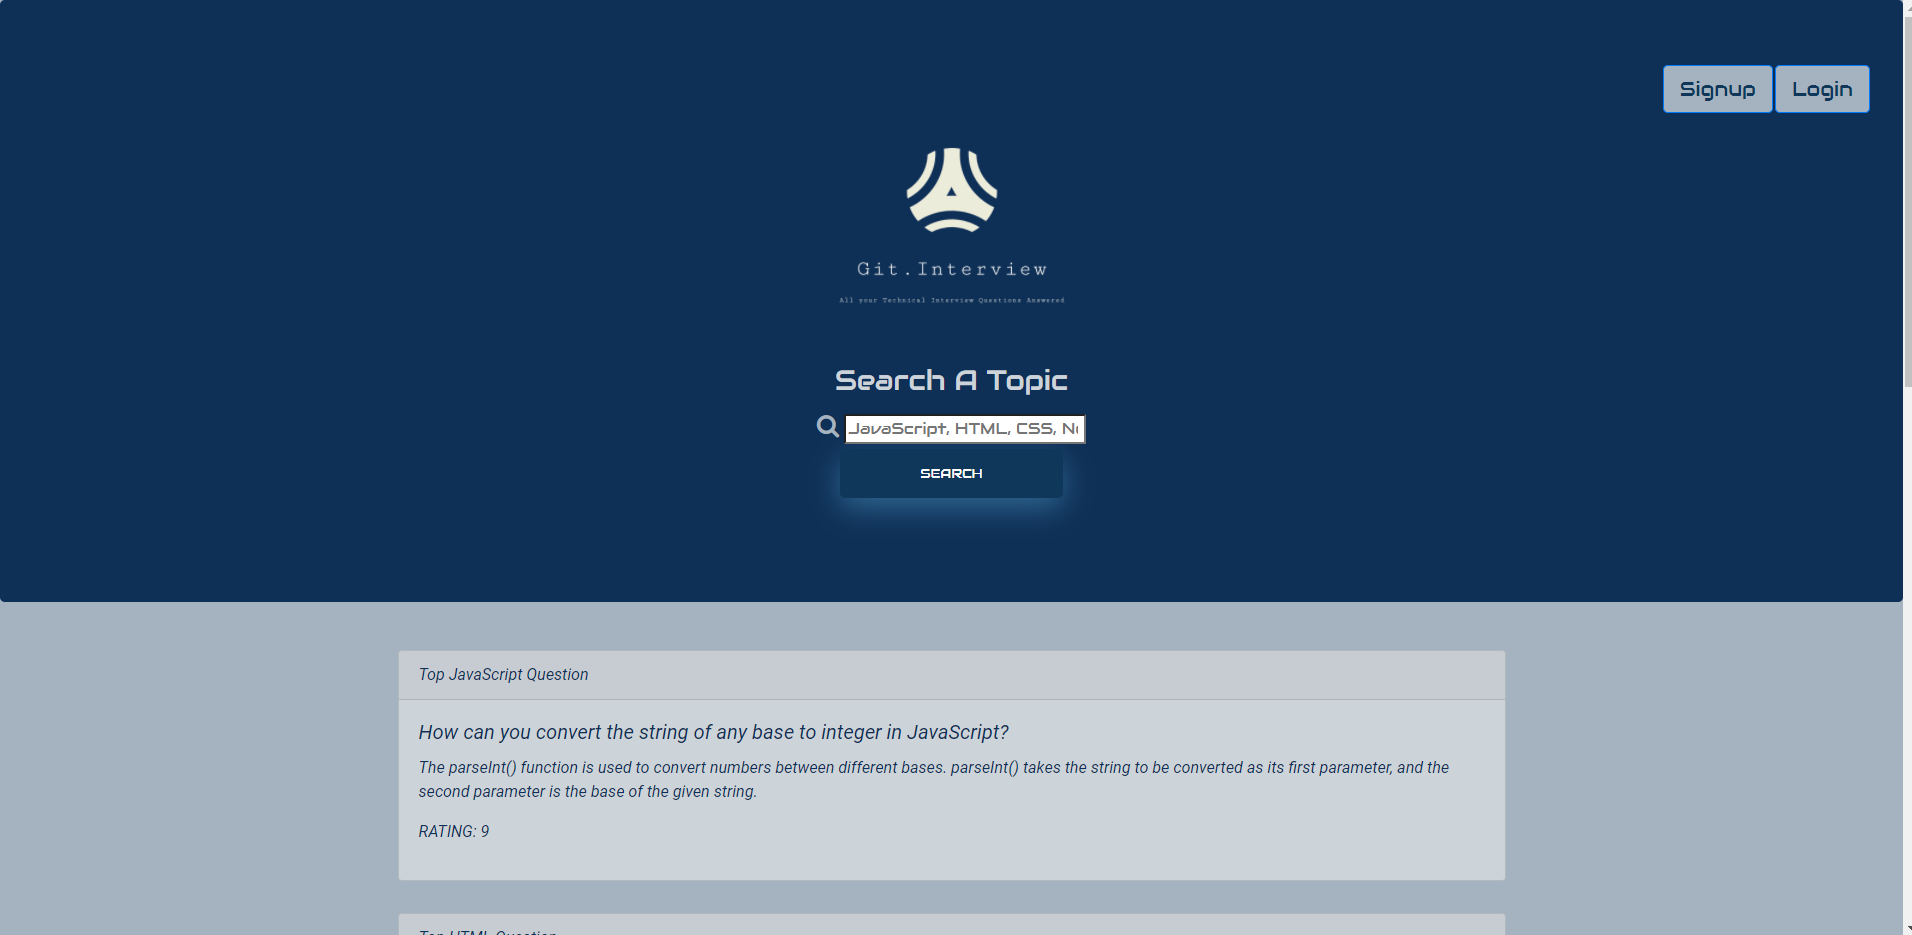 Signup Login
Git.Interview
All your Technical Interview Questions Answered
Search A Topic
JavaScript, HTML, CSS, N
SEARCH
Top JavaScript Question
How can you convert the string of any base to integer in JavaScript?
The parseInt() function is used to convert numbers between different bases. parseInt() takes the string to be converted as its first parameter, and the
second parameter is the base of the given string.
RATING: 9
Top HTML Question